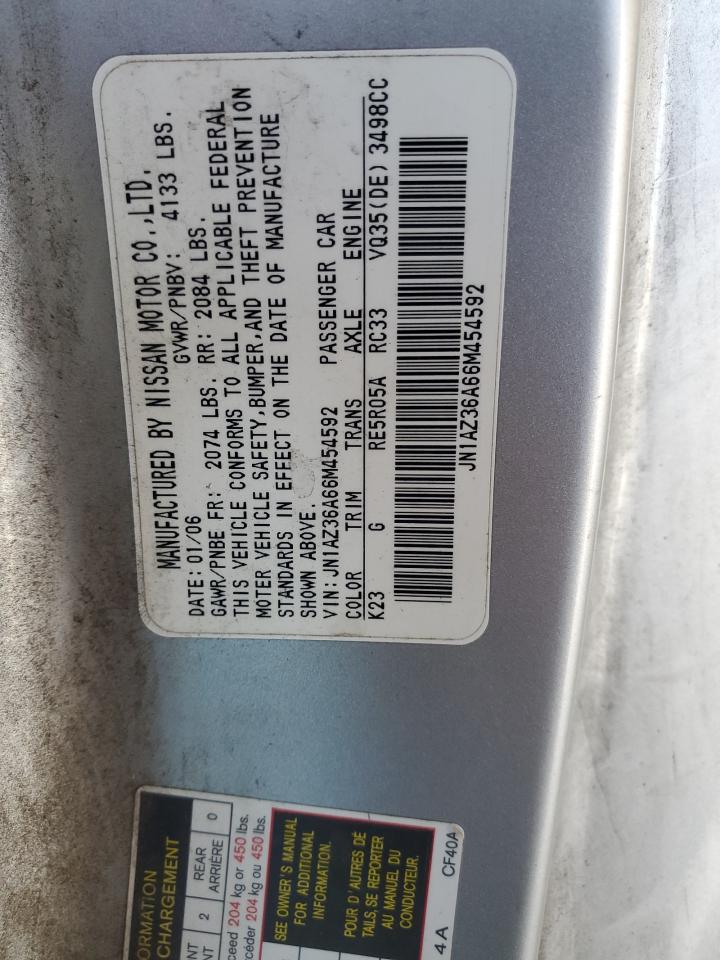 MANUFACTURED BY NISSAN MOTOR CO.,LTD.
DATE: 01/06 GVWR/PNBV: 4133 LBS.
GAWR/PNBE FR: 2074 LBS. RR: 2084 LBS.
THIS VEHICLE CONFORMS TO ALL APPLICABLE FEDERAL
MOTER VEHICLE SAFETY,BUMPER,AND THEFT PREVENTION
STANDARDS IN EFFECT ON THE DATE OF MANUFACTURE
SHOWN ABOVE.
VIN: JN1AZ36A66M454592 PASSENGER CAR
COLOR TRIM TRANS AXLE ENGINE
K23 G RE5R05A RC33 VQ35(DE) 3498CC
JN1AZ36A66M454592
ORMATION
CHARGEMENT
NT 2 REAR 0
NT ARRIÈRE
ceed 204 kg or 450 lbs.
céder 204 kg ou 450 lbs.
SEE OWNER'S MANUAL
FOR ADDITIONAL
INFORMATION.
POUR D'AUTRES DE
TAILS, SE REPORTER
AU MANUEL DU
CONDUCTEUR.
4 A CF40A